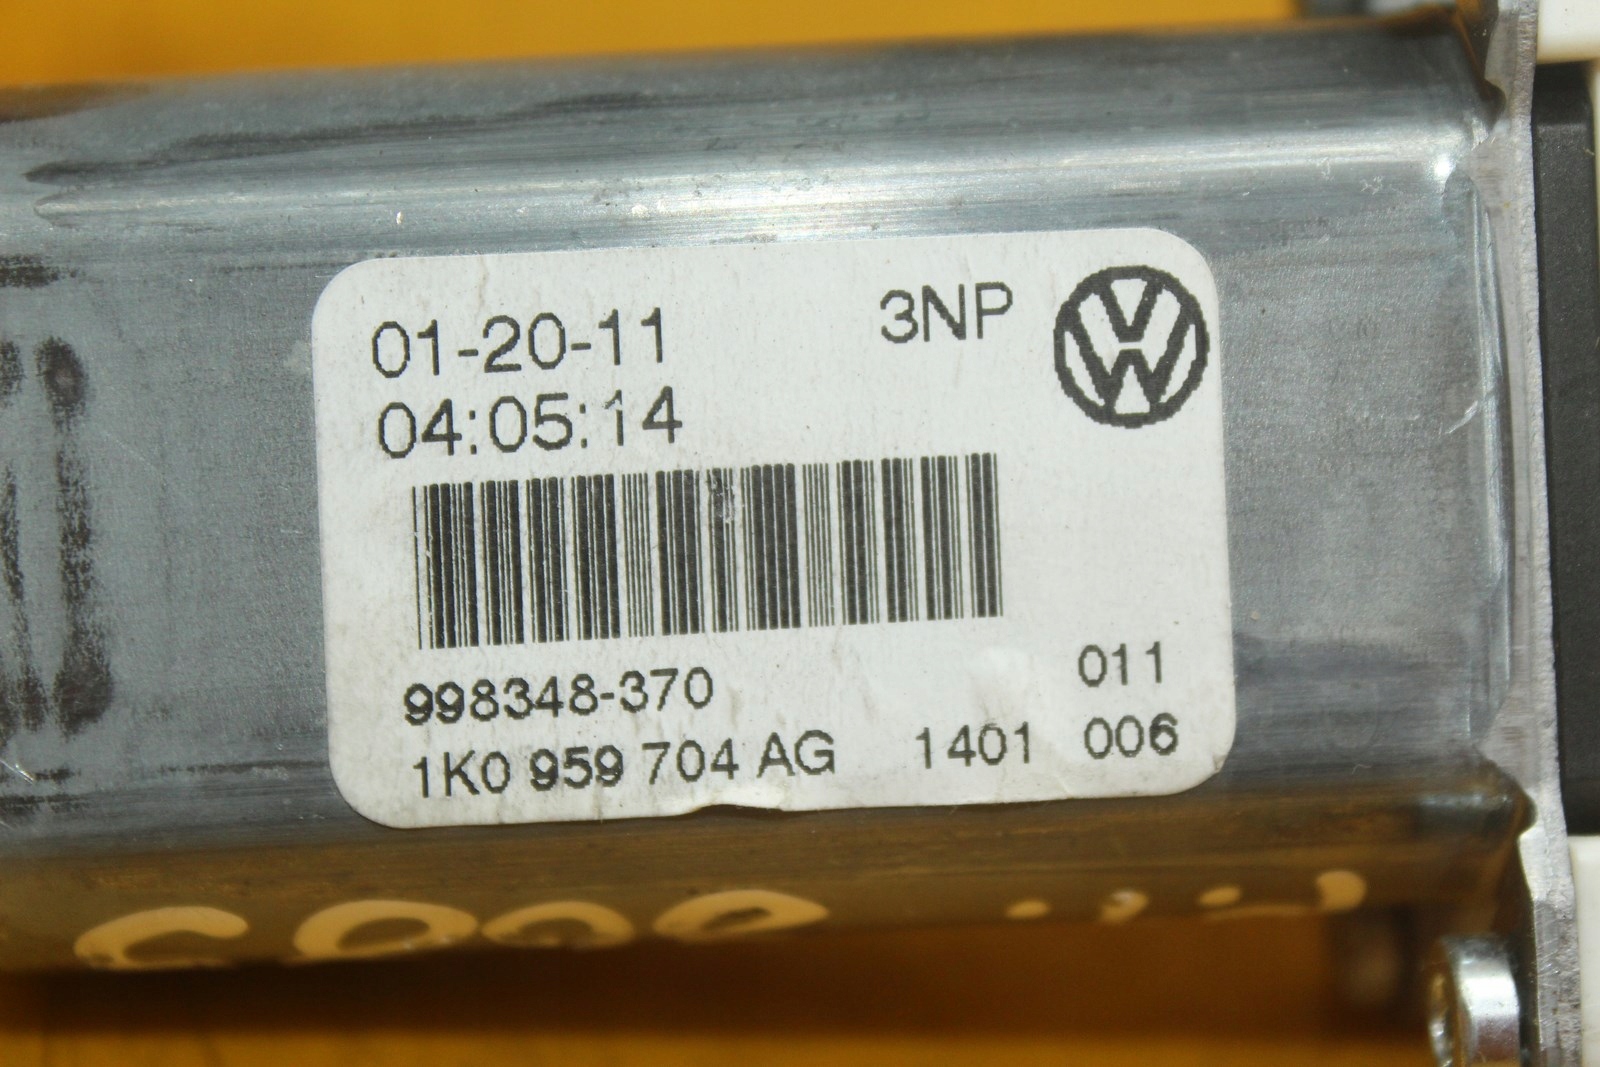 01-20-11 3NP
04:05:14
998348-370 011
1K0 959 704 AG 1401 006